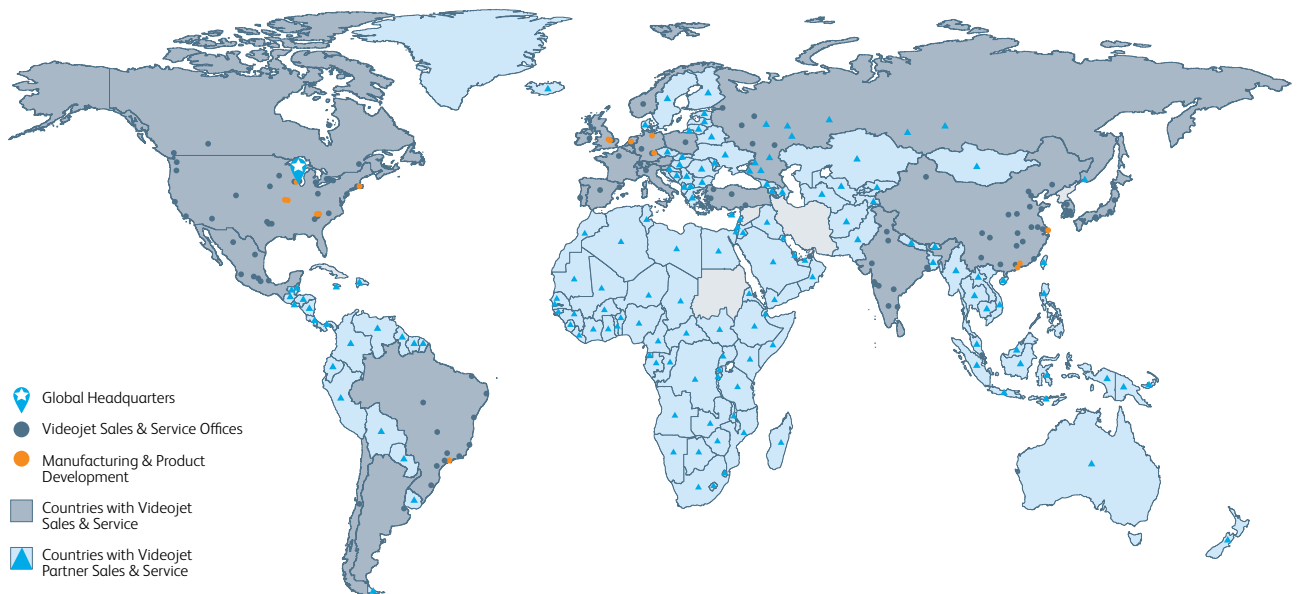 Global Headquarters
Videojet Sales & Service Offices
Manufacturing & Product
Development
Countries with Videojet
Sales & Service
Countries with Videojet
Partner Sales & Service